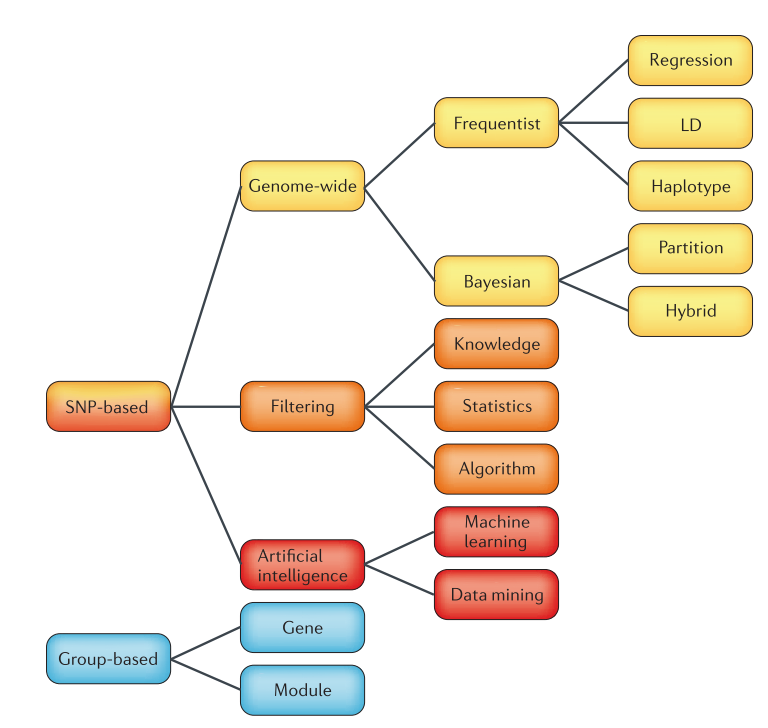 Regression
Frequentist
LD
Genome-wide
Haplotype
Partition
Bayesian
Hybrid
Knowledge
SNP-based
Filtering
Statistics
Algorithm
Machine
learning
Artificial
intelligence
Data mining
Gene
Group-based
Module